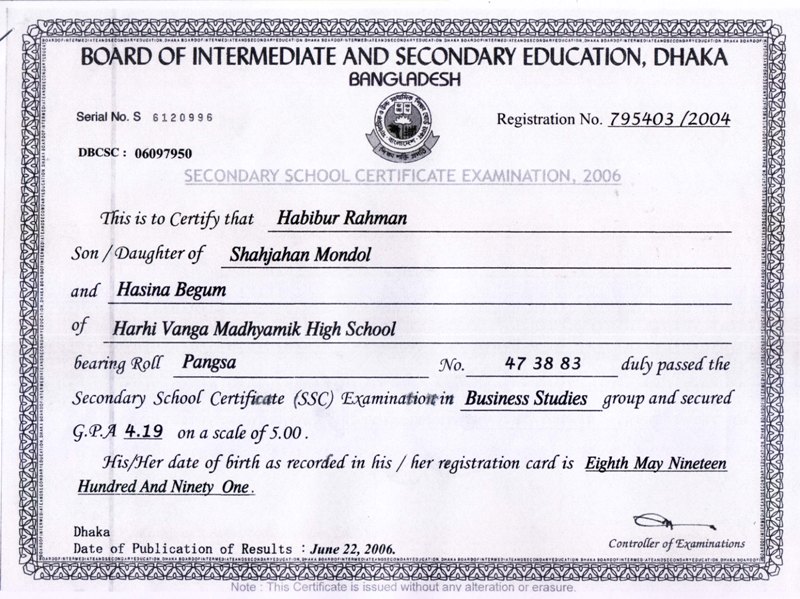 BOARD OF INTERMEDIATE AND SECONDARY EDUCATION, DHAKA
BANGLADESH
Serial No. S 6120996
Registration No. 795403 /2004
DBCSC : 06097950
SECONDARY SCHOOL CERTIFICATE EXAMINATION, 2006
This is to Certify that Habibur Rahman
Son / Daughter of Shahjahan Mondol
and Hasina Begum
of Harhi Vanga Madhyamik High School
bearing Roll Pangsa No. 47 38 83 duly passed the
Secondary School Certificate (SSC) Examination in Business Studies group and secured
G.P.A 4.19 on a scale of 5.00 .
His/Her date of birth as recorded in his / her registration card is Eighth May Nineteen
Hundred And Ninety One .
Dhaka
Date of Publication of Results : June 22, 2006.
Controller of Examinations
Note : This Certificate is issued without any alteration or erasure.